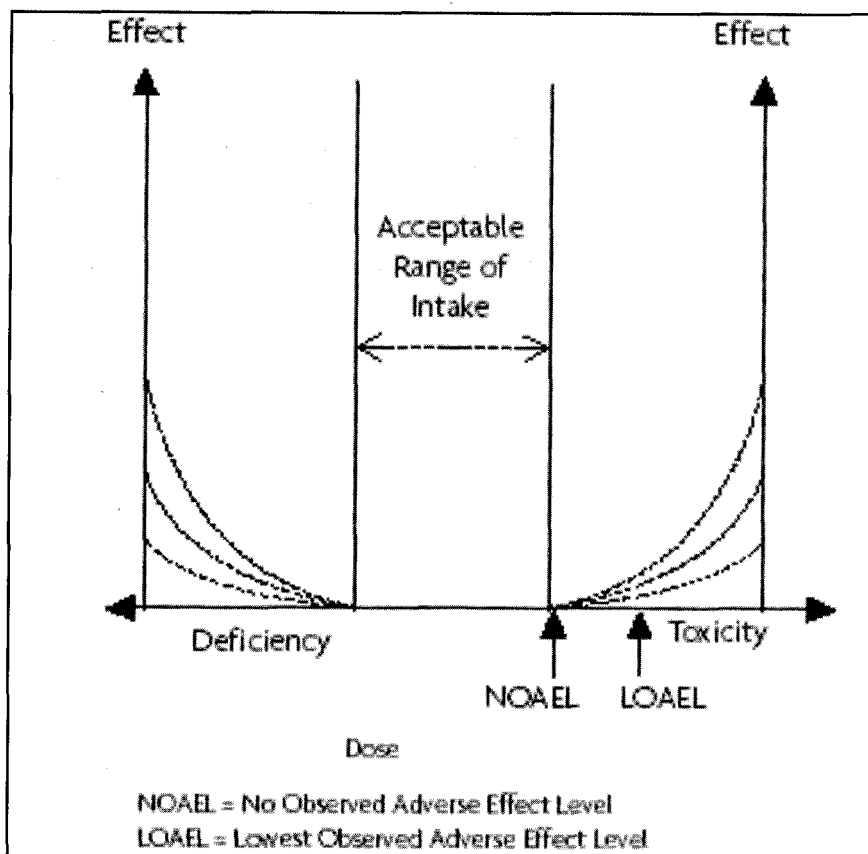 Effect
Effect
Acceptable
Range of
Intake
Deficiency
Toxicity
NOAEL
LOAEL
Dose
NOAEL = No Observed Adverse Effect Level
LOAEL = Lowest Observed Adverse Effect Level